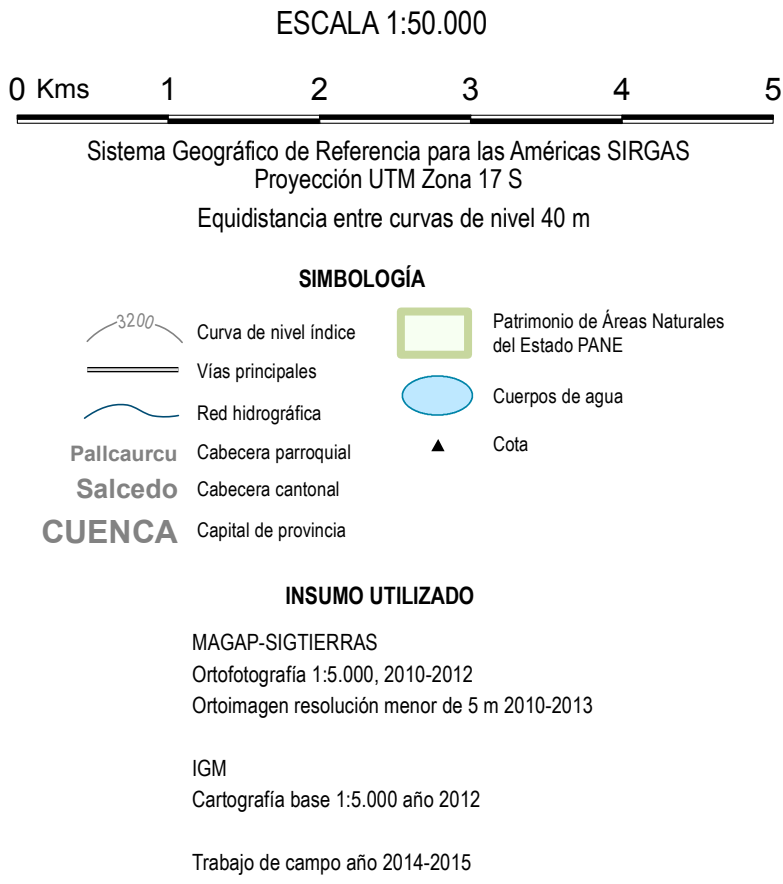 ESCALA 1:50.000
0 Kms 1 2 3 4 5
Sistema Geográfico de Referencia para las Américas SIRGAS
Proyección UTM Zona 17 S
Equidistancia entre curvas de nivel 40 m
SIMBOLOGÍA
3200
Curva de nivel índice
Vías principales
Red hidrográfica
Pallcaurcu Cabecera parroquial
Salcedo Cabecera cantonal
CUENCA Capital de provincia
Patrimonio de Áreas Naturales
del Estado PANE
Cuerpos de agua
Cota
INSUMO UTILIZADO
MAGAP-SIGTIERRAS
Ortofotografía 1:5.000, 2010-2012
Ortoimagen resolución menor de 5 m 2010-2013
IGM
Cartografía base 1:5.000 año 2012
Trabajo de campo año 2014-2015